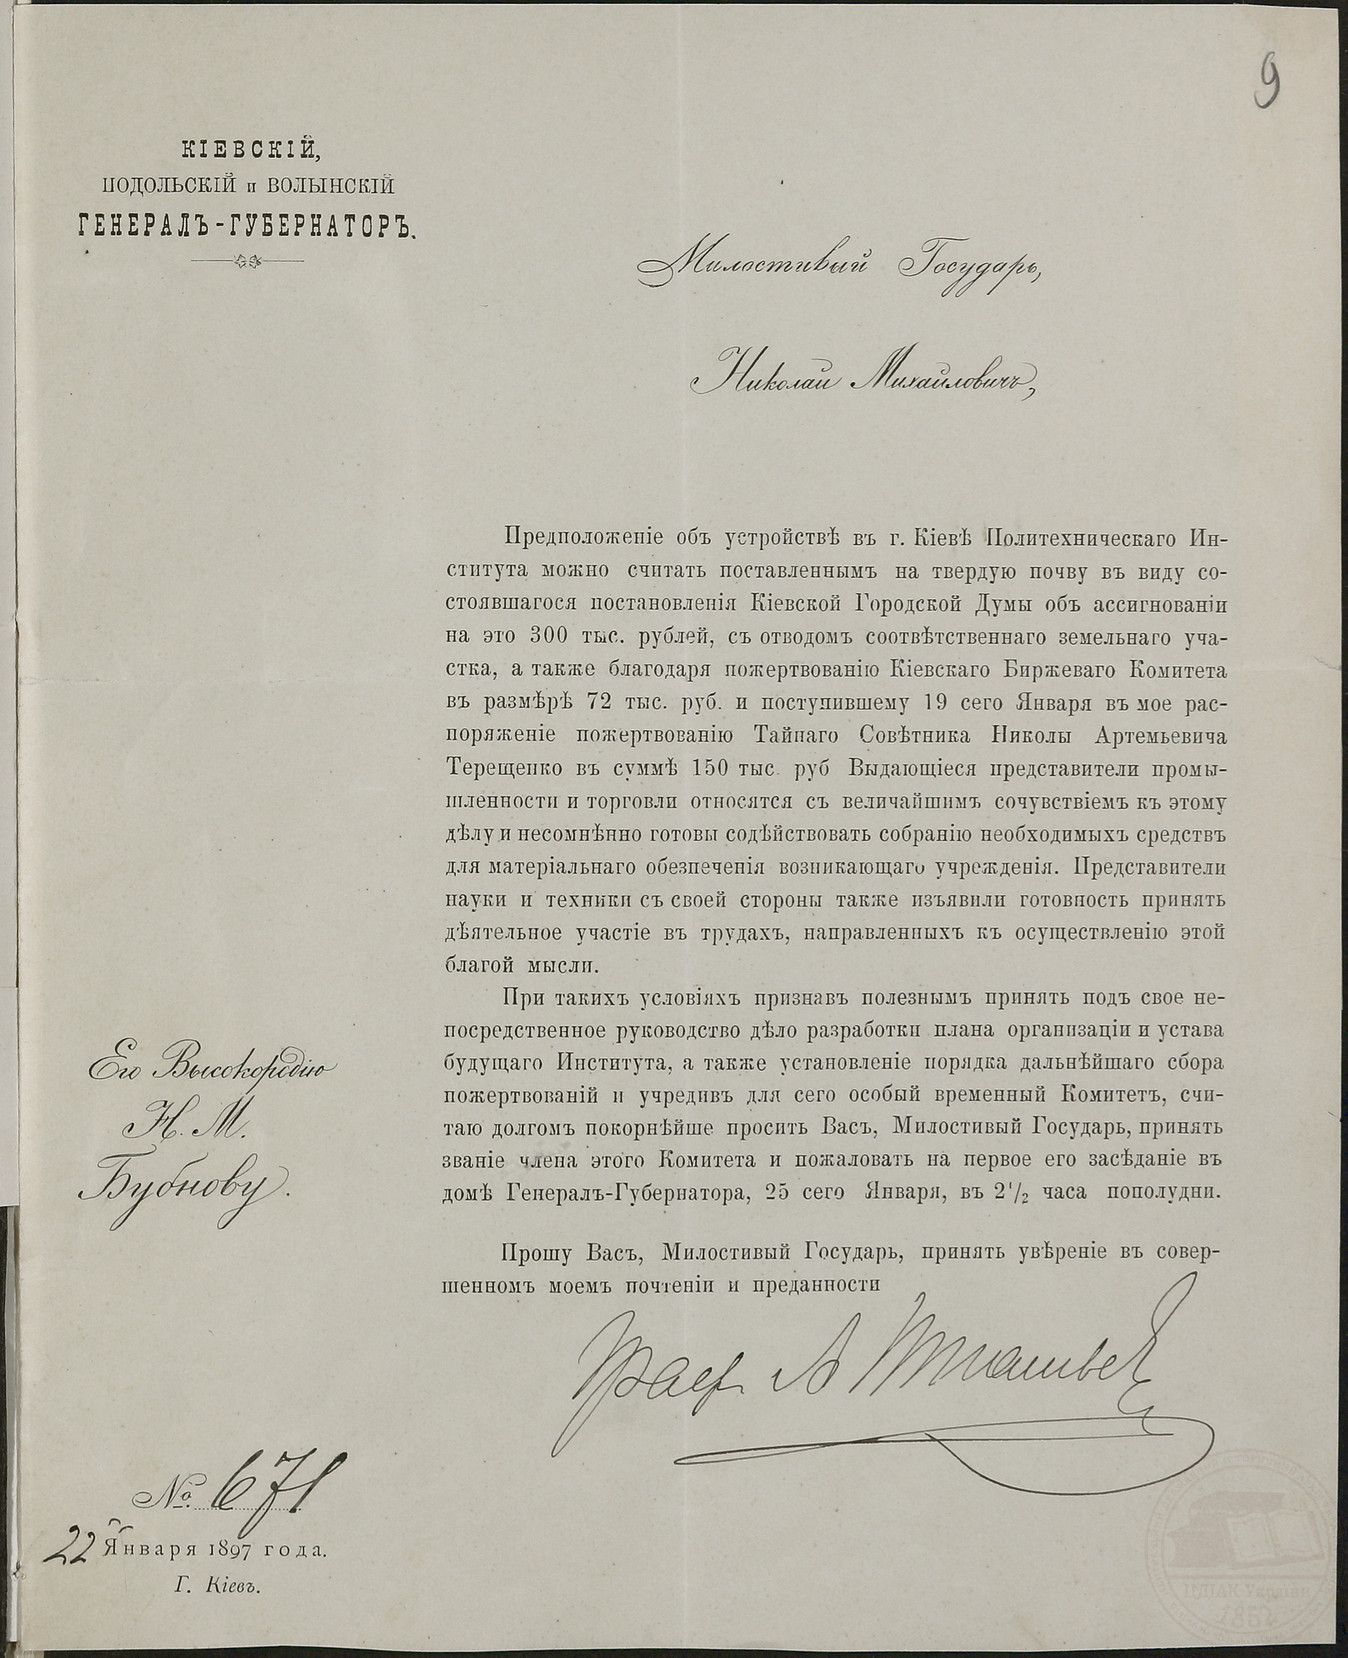 9
КІЕВСКІЙ,
ПОДОЛЬСКІЙ и ВОЛЫНСКІЙ
ГЕНЕРАЛЪ-ГУБЕРНАТОРЪ.
Милостивый Государь,
Николай Михайловичъ,
Предположеніе объ устройствѣ въ г. Кіевѣ Политехническаго Ин-
ститута можно считать поставленнымъ на твердую почву въ виду со-
стоявшагося постановленія Кіевской Городской Думы объ ассигнованіи
на это 300 тыс. рублей, съ отводомъ соотвѣтственнаго земельнаго уча-
стка, а также благодаря пожертвованію Кіевскаго Биржеваго Комитета
въ размѣрѣ 72 тыс. руб. и поступившему 19 сего Января въ мое рас-
поряженіе пожертвованію Тайнаго Совѣтника Николы Артемьевича
Терещенко въ суммѣ 150 тыс. руб Выдающіеся представители промы-
шленности и торговли относятся съ величайшимъ сочувствіемъ къ этому
дѣлу и несомнѣнно готовы содѣйствовать собранію необходимыхъ средствъ
для матеріальнаго обезпеченія возникающаго учрежденія. Представители
науки и техники съ своей стороны также изъявили готовность принять
дѣятельное участіе въ трудахъ, направленныхъ къ осуществленію этой
благой мысли.
При такихъ условіяхъ признавъ полезнымъ принять подъ свое не-
посредственное руководство дѣло разработки плана организаціи и устава
будущаго Института, а также установленіе порядка дальнѣйшаго сбора
пожертвованій и учредивъ для сего особый временный Комитетъ, счи-
таю долгомъ покорнѣйше просить Васъ, Милостивый Государь, принять
званіе члена этого Комитета и пожаловать на первое его засѣданіе въ
домѣ Генералъ-Губернатора, 25 сего Января, въ 2 1/2 часа пополудни.
Прошу Васъ, Милостивый Государь, принять увѣреніе въ совер-
шенномъ моемъ почтеніи и преданности
Граф А Игнатьев
Его Высокородію
Н. М.
Бубнову.
№ 671
22 Января 1897 года.
Г. Кіевъ.
ЦДІАК України
1852